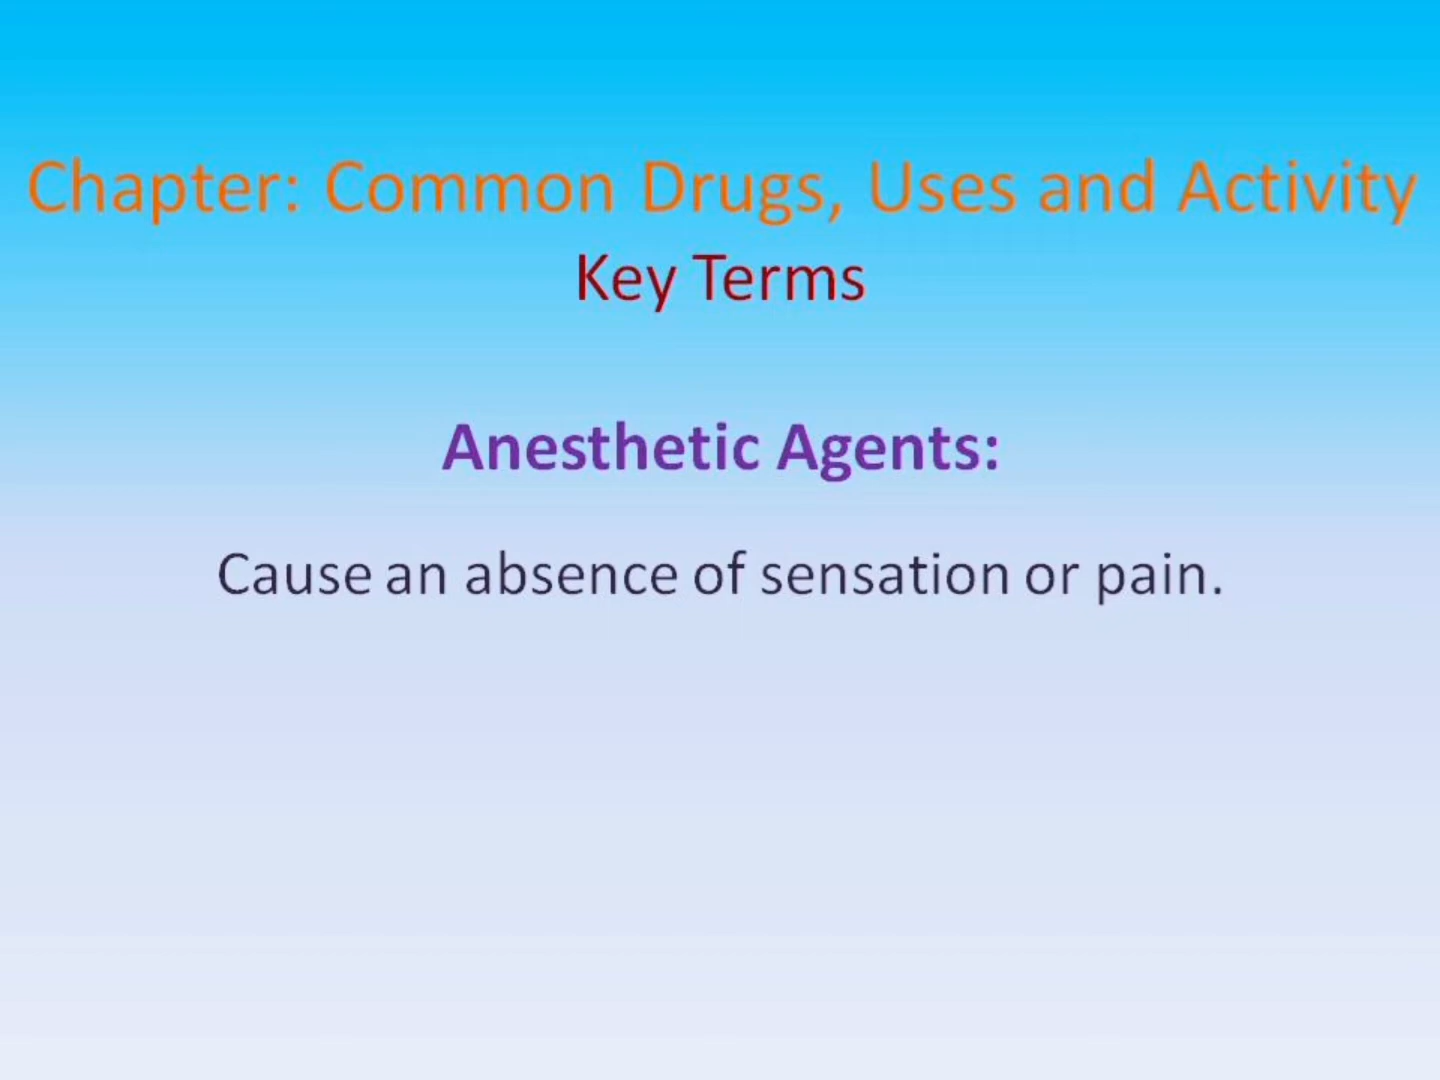 Chapter: Common Drugs, Uses and Activity
Key Terms
Anesthetic Agents:
Cause an absence of sensation or pain.